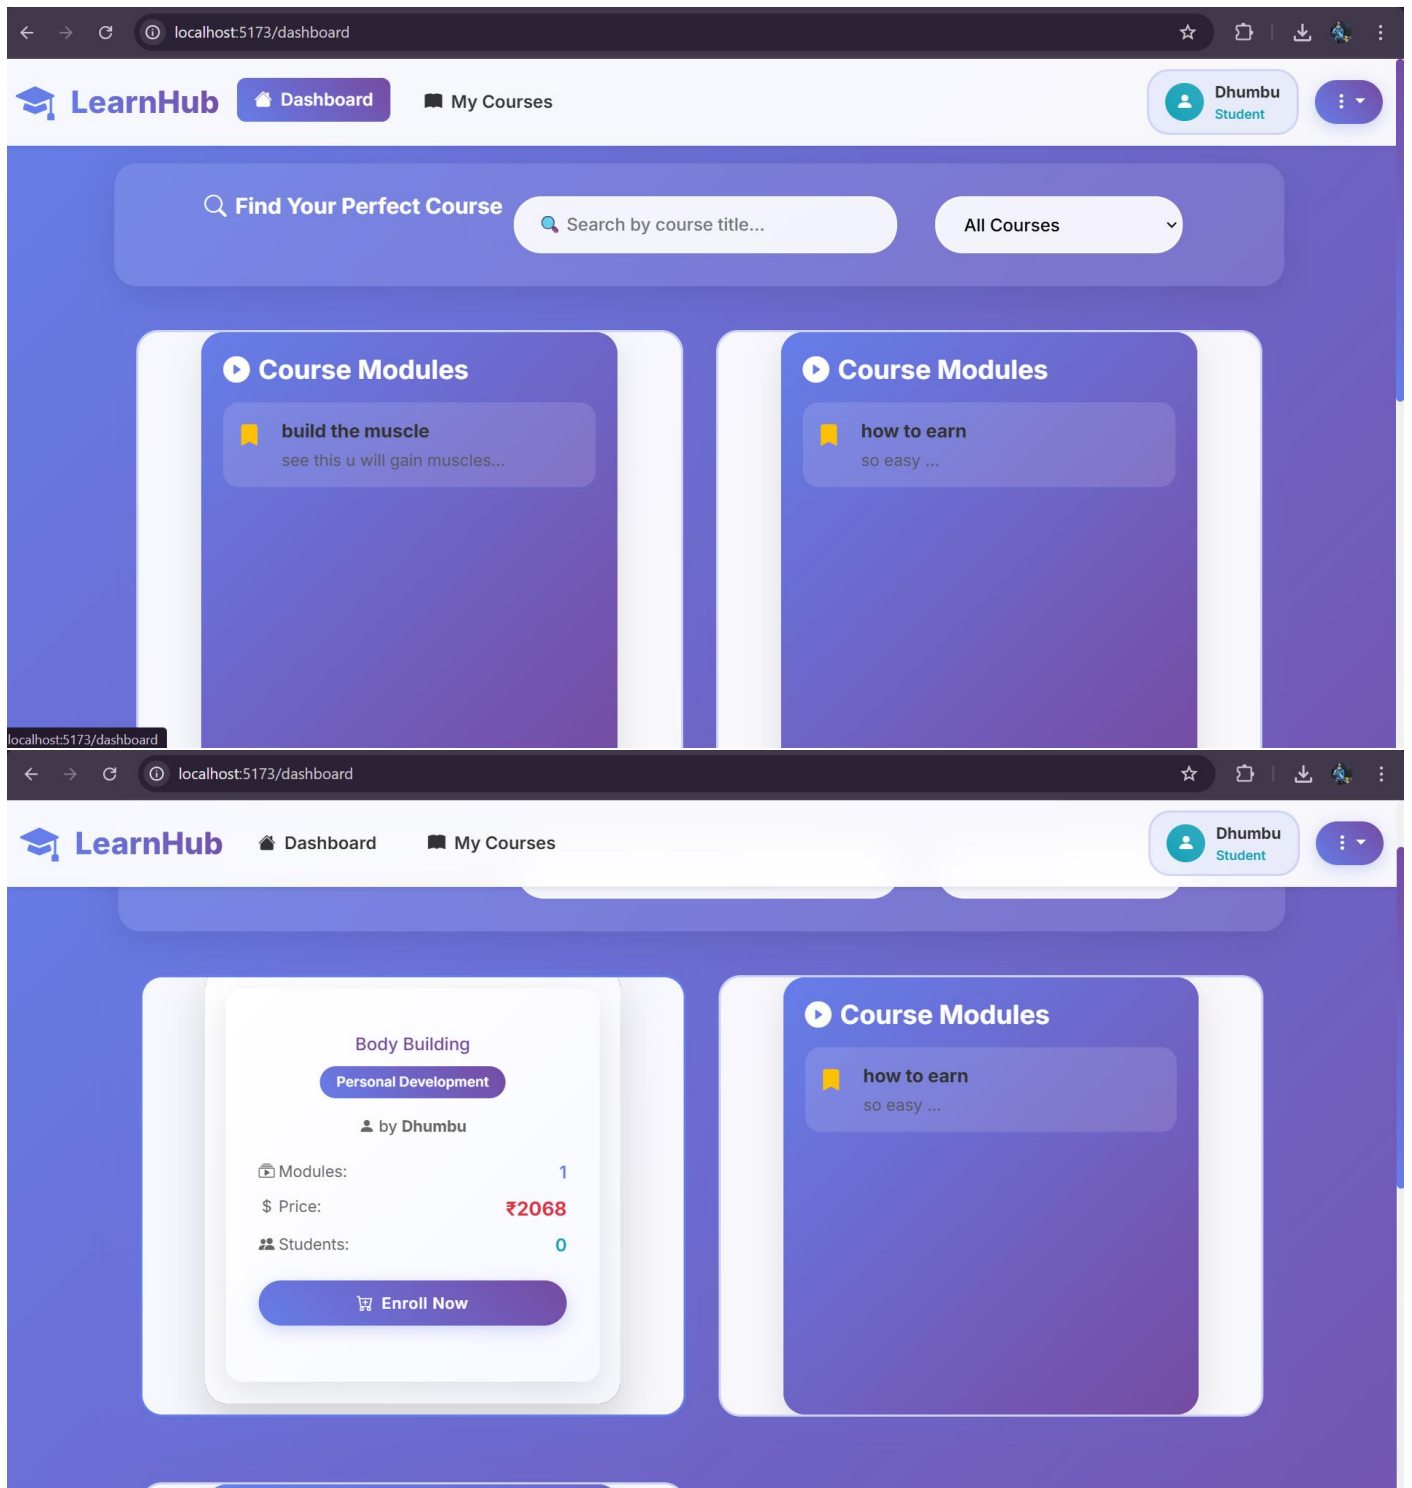 localhost:5173/dashboard
LearnHub Dashboard My Courses Dhumbu
Student
Find Your Perfect Course
Search by course title... All Courses
Course Modules
build the muscle
see this u will gain muscles...
Course Modules
how to earn
so easy ...
localhost:5173/dashboard
localhost:5173/dashboard
LearnHub Dashboard My Courses Dhumbu
Student
Body Building
Personal Development
by Dhumbu
Modules: 1
$ Price: ₹2068
Students: 0
Enroll Now
Course Modules
how to earn
so easy ...